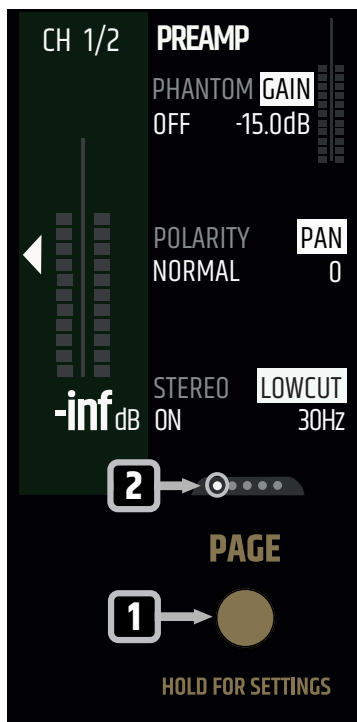 CH 1/2 PREAMP
PHANTOM GAIN
OFF -15.0dB
POLARITY PAN
NORMAL 0
STEREO LOWCUT
-inf dB ON 30Hz
2
PAGE
1
HOLD FOR SETTINGS